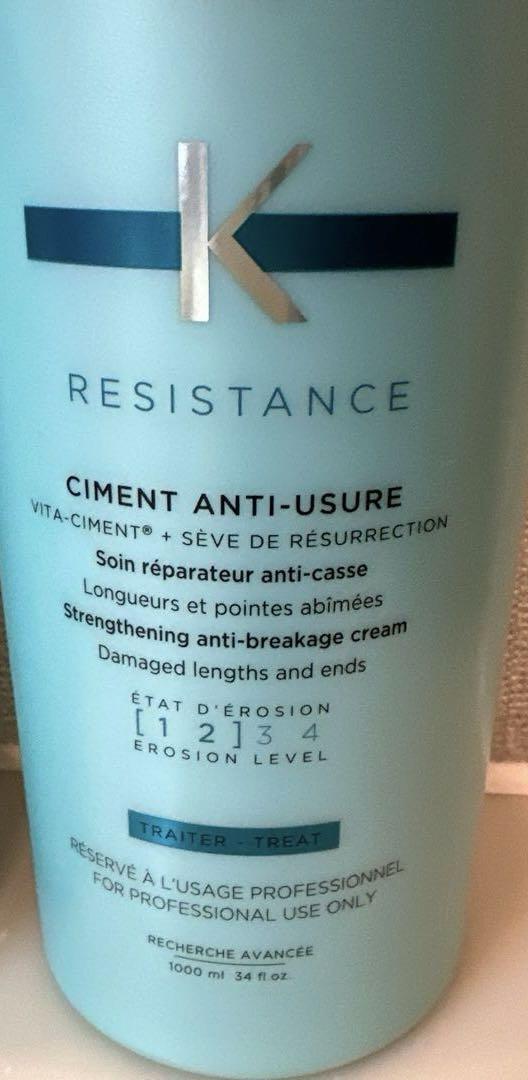 K
RESISTANCE
CIMENT ANTI-USURE
VITA-CIMENT® + SÈVE DE RÉSURRECTION
Soin réparateur anti-casse
Longueurs et pointes abîmées
Strengthening anti-breakage cream
Damaged lengths and ends
ÉTAT D'ÉROSION
[1 2]3 4
EROSION LEVEL
TRAITER - TREAT
RÉSERVÉ À L'USAGE PROFESSIONNEL
FOR PROFESSIONAL USE ONLY
RECHERCHE AVANCÉE
1000 ml 34 fl oz.